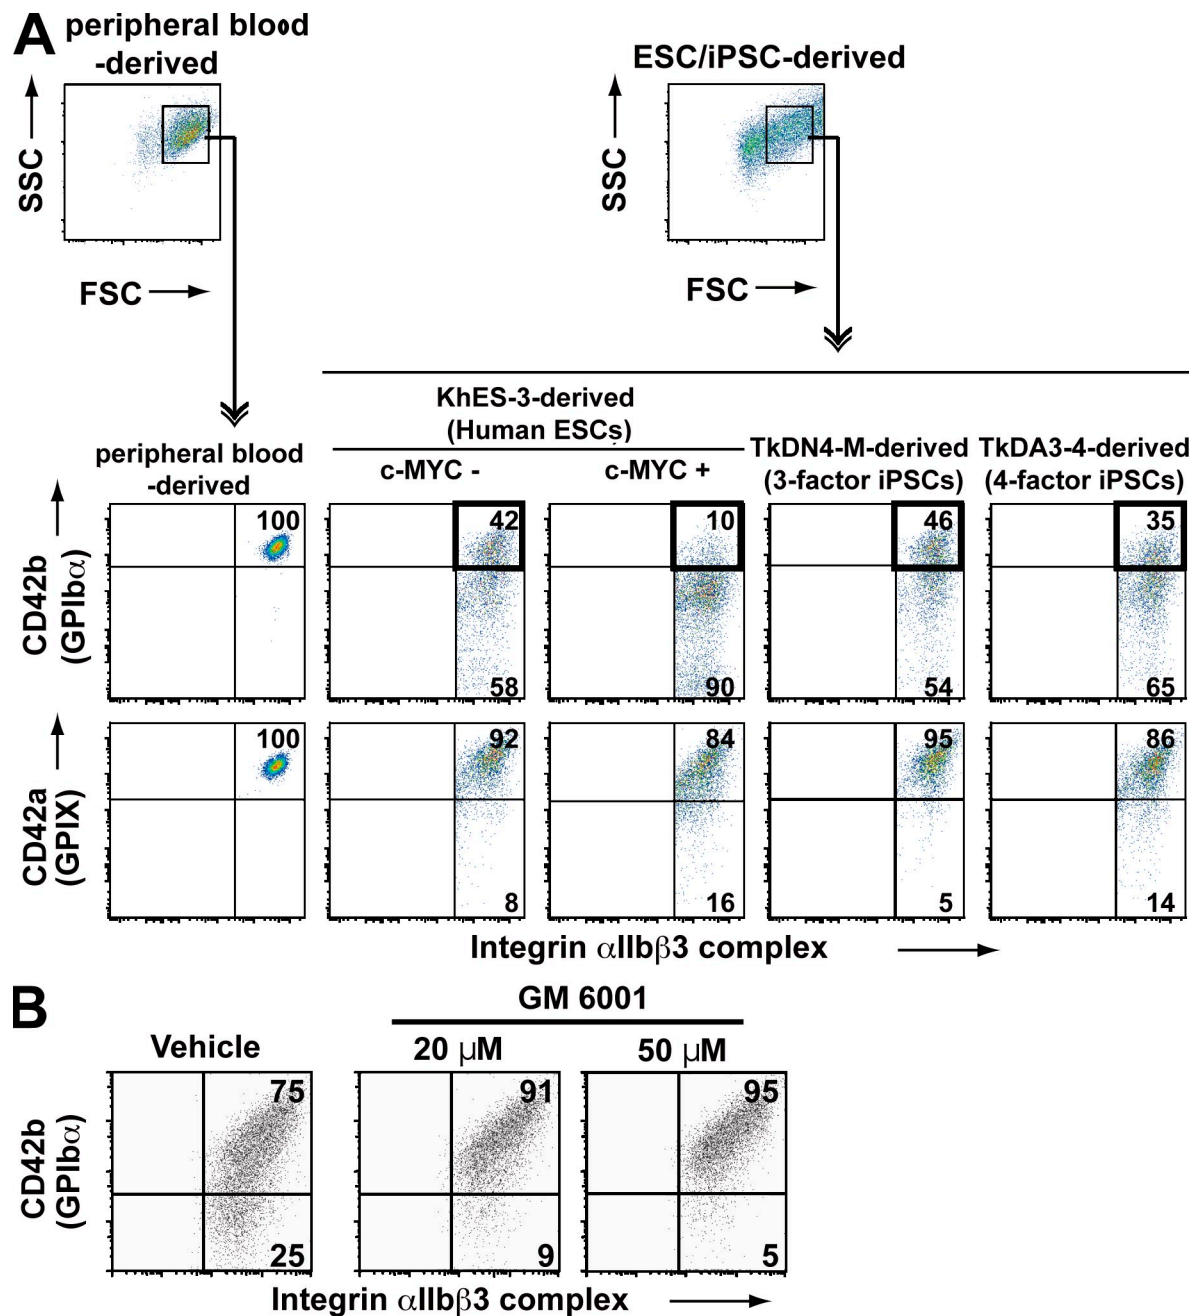 A
peripheral blood
-derived
ESC/iPSC-derived
SSC
FSC
SSC
FSC
KhES-3-derived
(Human ESCs)
c-MYC -
c-MYC +
peripheral blood
-derived
TkDN4-M-derived
(3-factor iPSCs)
TkDA3-4-derived
(4-factor iPSCs)
CD42b
(GPIbα)
100
42
10
46
35
58
90
54
65
CD42a
(GPIX)
100
92
84
95
86
8
16
5
14
Integrin αIIbβ3 complex
B
GM 6001
Vehicle
20 µM
50 µM
CD42b
(GPIbα)
75
91
95
25
9
5
Integrin αIIbβ3 complex